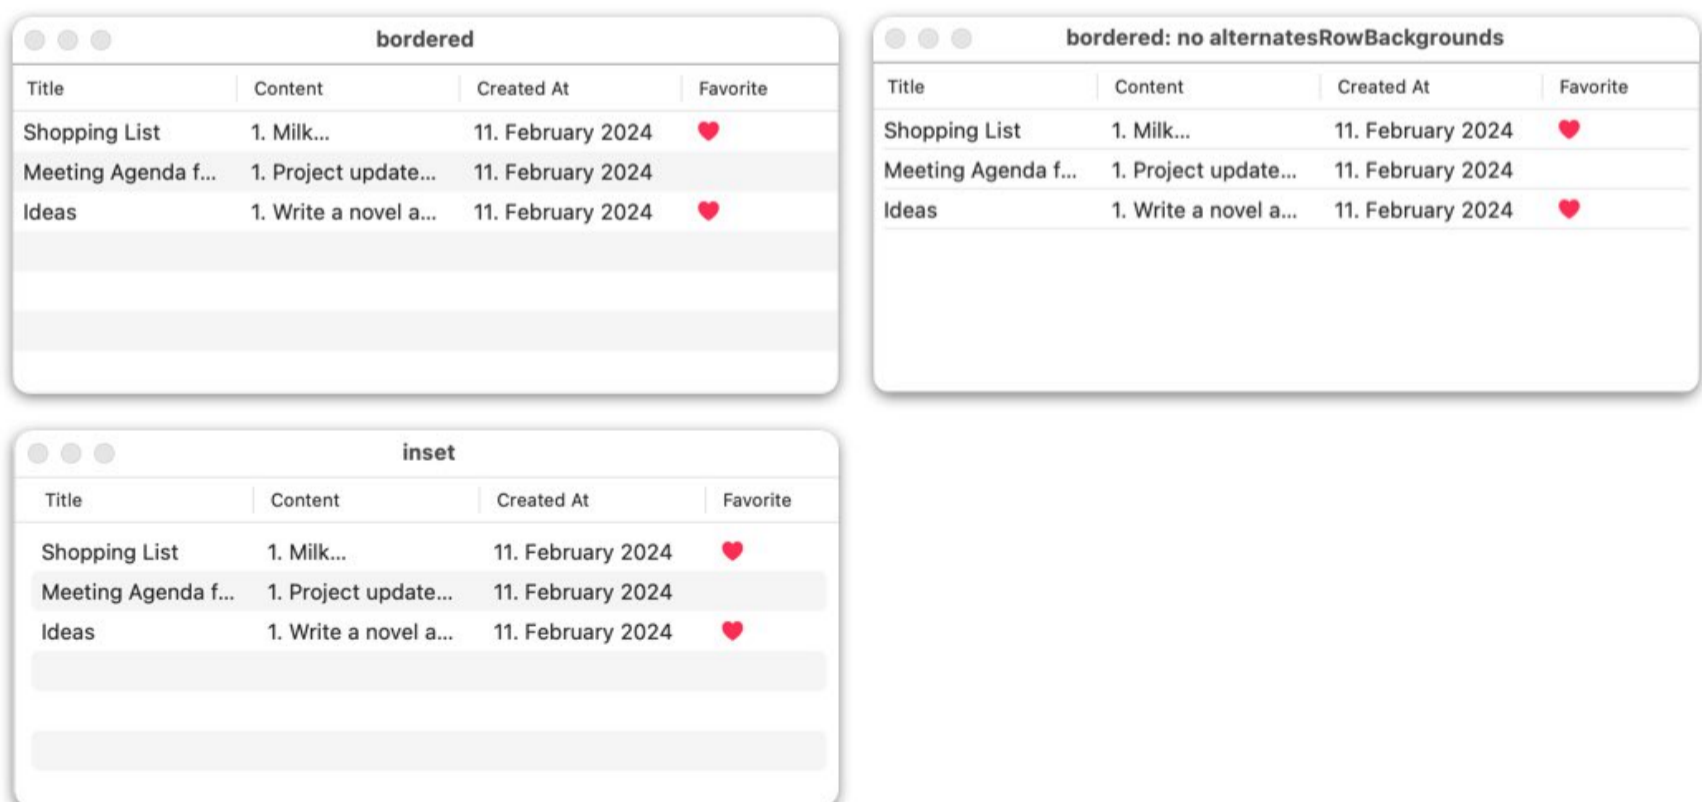 bordered
Title Content Created At Favorite
Shopping List 1. Milk... 11. February 2024
Meeting Agenda f... 1. Project update... 11. February 2024
Ideas 1. Write a novel a... 11. February 2024
bordered: no alternatesRowBackgrounds
Title Content Created At Favorite
Shopping List 1. Milk... 11. February 2024
Meeting Agenda f... 1. Project update... 11. February 2024
Ideas 1. Write a novel a... 11. February 2024
inset
Title Content Created At Favorite
Shopping List 1. Milk... 11. February 2024
Meeting Agenda f... 1. Project update... 11. February 2024
Ideas 1. Write a novel a... 11. February 2024